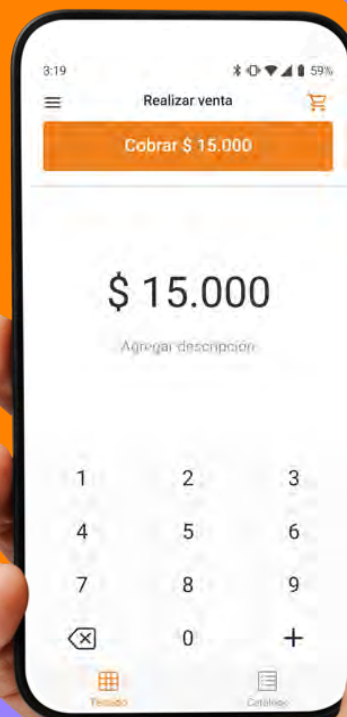 3:19 59%
Realizar venta
Cobrar $ 15.000
$ 15.000
Agregar descripción
1 2 3
4 5 6
7 8 9
0 +
Teclado Catálogo